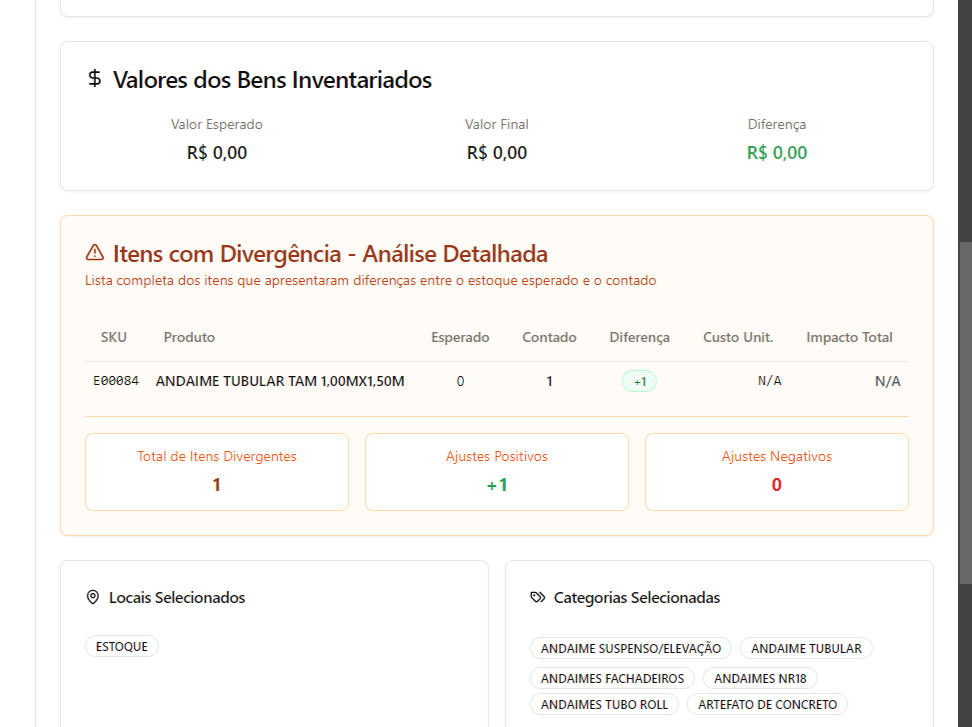 Valores dos Bens Inventariados
Valor Esperado Valor Final Diferença
R$ 0,00 R$ 0,00 R$ 0,00
Itens com Divergência - Análise Detalhada
Lista completa dos itens que apresentaram diferenças entre o estoque esperado e o contado
SKU Produto Esperado Contado Diferença Custo Unit. Impacto Total
E00084 ANDAIME TUBULAR TAM 1,00MX1,50M 0 1 +1 N/A N/A
Total de Itens Divergentes Ajustes Positivos Ajustes Negativos
1 +1 0
Locais Selecionados Categorias Selecionadas
ESTOQUE
ANDAIME SUSPENSO/ELEVAÇÃO ANDAIME TUBULAR
ANDAIMES FACHADEIROS ANDAIMES NR18
ANDAIMES TUBO ROLL ARTEFATO DE CONCRETO